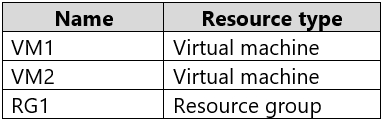 Name Resource type
VM1 Virtual machine
VM2 Virtual machine
RG1 Resource group